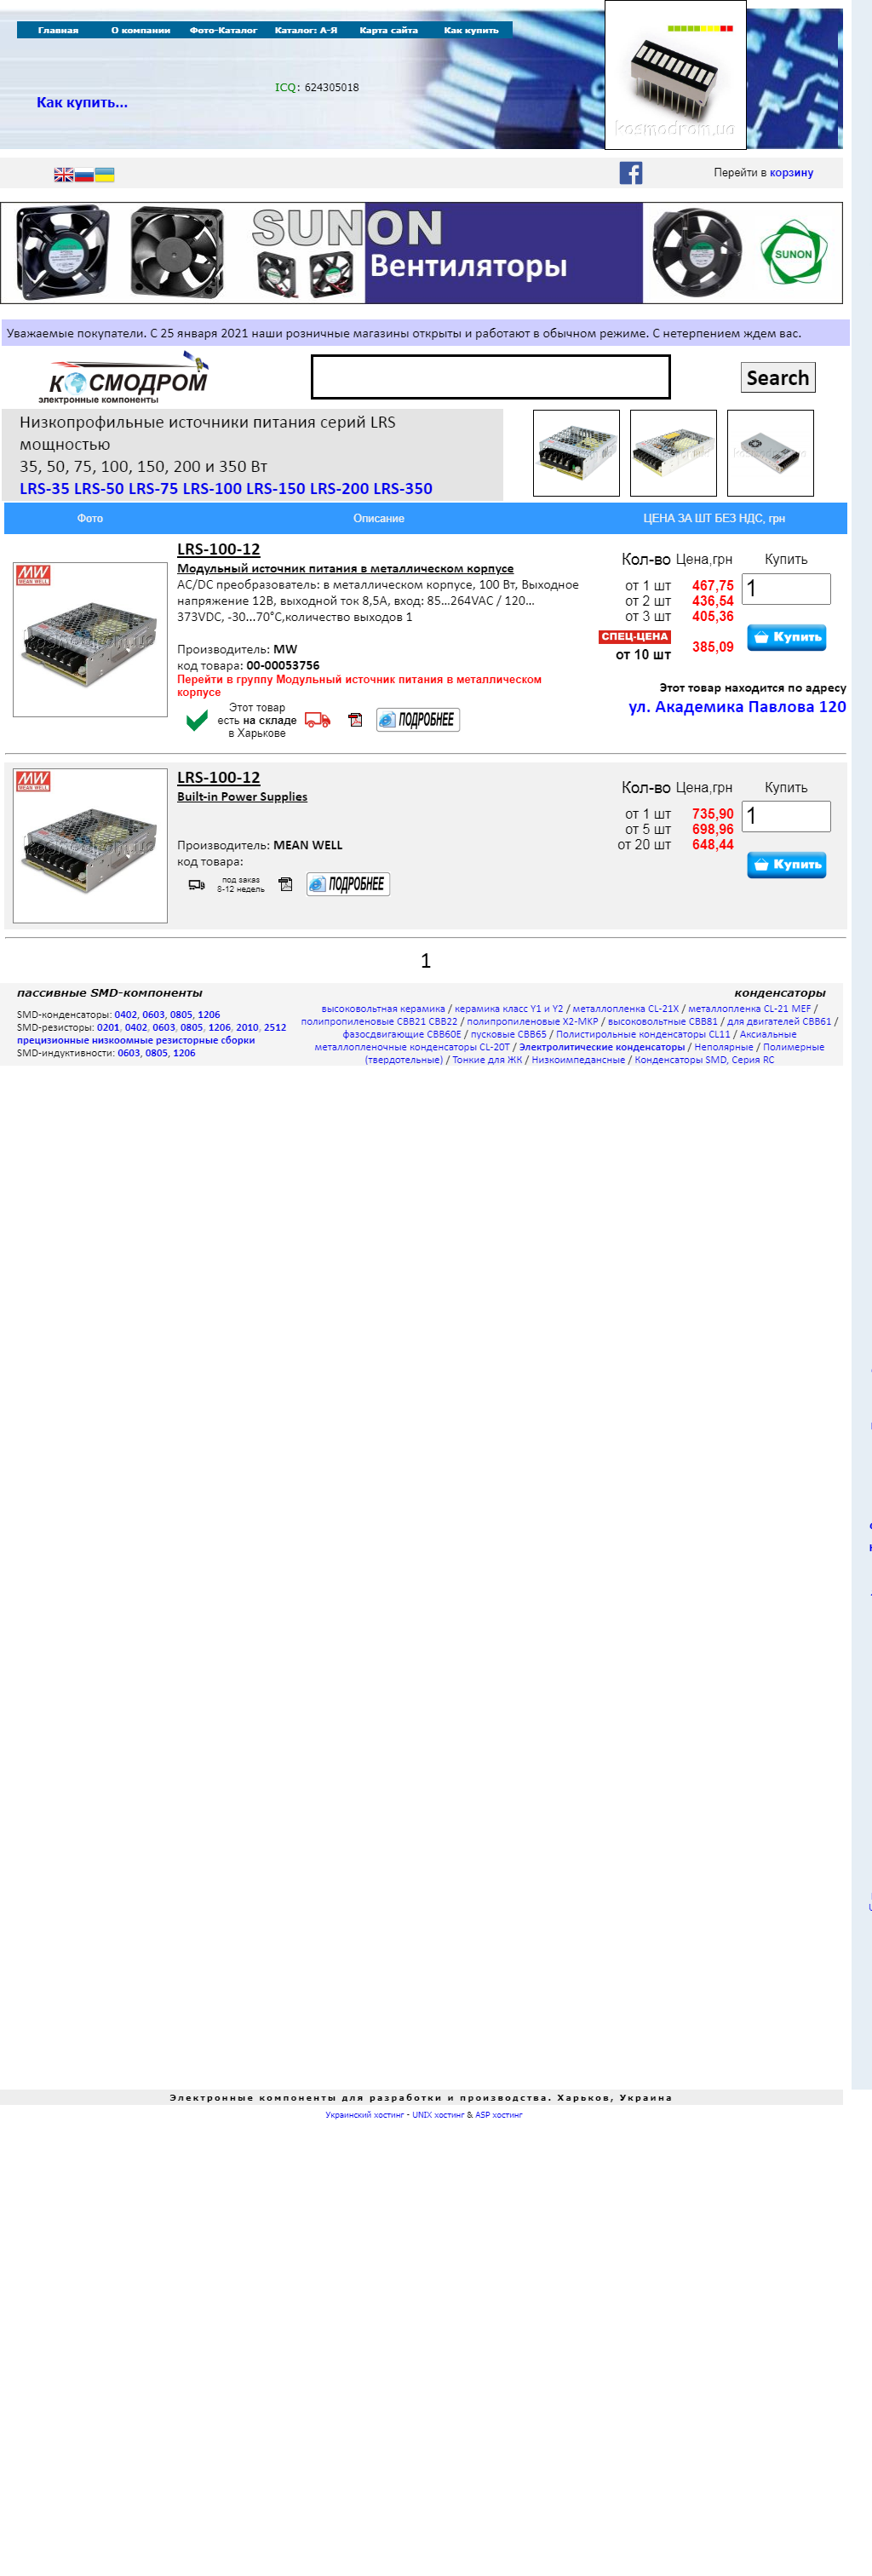 Главная О компании Фото-Каталог Каталог: А-Я Карта сайта Как купить
ICQ: 624305018
Как купить...
kosmodrom.ua
Перейти в корзину
SUNON
Вентиляторы
SUNON
Уважаемые покупатели. С 25 января 2021 наши розничные магазины открыты и работают в обычном режиме. С нетерпением ждем вас.
КОСМОДРОМ
электронные компоненты
Search
Низкопрофильные источники питания серий LRS
мощностью
35, 50, 75, 100, 150, 200 и 350 Вт
LRS-35 LRS-50 LRS-75 LRS-100 LRS-150 LRS-200 LRS-350
Фото Описание ЦЕНА ЗА ШТ БЕЗ НДС, грн
MW
MEAN WELL
kosmodrom.ua
LRS-100-12
Модульный источник питания в металлическом корпусе
AC/DC преобразователь: в металлическом корпусе, 100 Вт, Выходное
напряжение 12В, выходной ток 8,5А, вход: 85...264VAC / 120...
373VDC, -30...70°С,количество выходов 1
Производитель: MW
код товара: 00-00053756
Перейти в группу Модульный источник питания в металлическом
корпусе
Этот товар
есть на складе
в Харькове
ПОДРОБНЕЕ
Кол-во Цена,грн Купить
от 1 шт 467,75 1
от 2 шт 436,54
от 3 шт 405,36
СПЕЦ-ЦЕНА
от 10 шт 385,09
Купить
Этот товар находится по адресу
ул. Академика Павлова 120
MW
MEAN WELL
kosmodrom.ua
LRS-100-12
Built-in Power Supplies
Производитель: MEAN WELL
код товара:
под заказ
8-12 недель
ПОДРОБНЕЕ
Кол-во Цена,грн Купить
от 1 шт 735,90 1
от 5 шт 698,96
от 20 шт 648,44
Купить
1
пассивные SMD-компоненты
SMD-конденсаторы: 0402, 0603, 0805, 1206
SMD-резисторы: 0201, 0402, 0603, 0805, 1206, 2010, 2512
прецизионные низкоомные резисторные сборки
SMD-индуктивности: 0603, 0805, 1206
конденсаторы
высоковольтная керамика / керамика класс Y1 и Y2 / металлопленка CL-21X / металлопленка CL-21 MEF /
полипропиленовые CBB21 CBB22 / полипропиленовые X2-MKP / высоковольтные CBB81 / для двигателей CBB61 /
фазосдвигающие CBB60E / пусковые CBB65 / Полистирольные конденсаторы CL11 / Аксиальные
металлопленочные конденсаторы CL-20T / Электролитические конденсаторы / Неполярные / Полимерные
(твердотельные) / Тонкие для ЖК / Низкоимпедансные / Конденсаторы SMD, Серия RC
Электронные компоненты для разработки и производства. Харьков, Украина
Украинский хостинг - UNIX хостинг & ASP хостинг